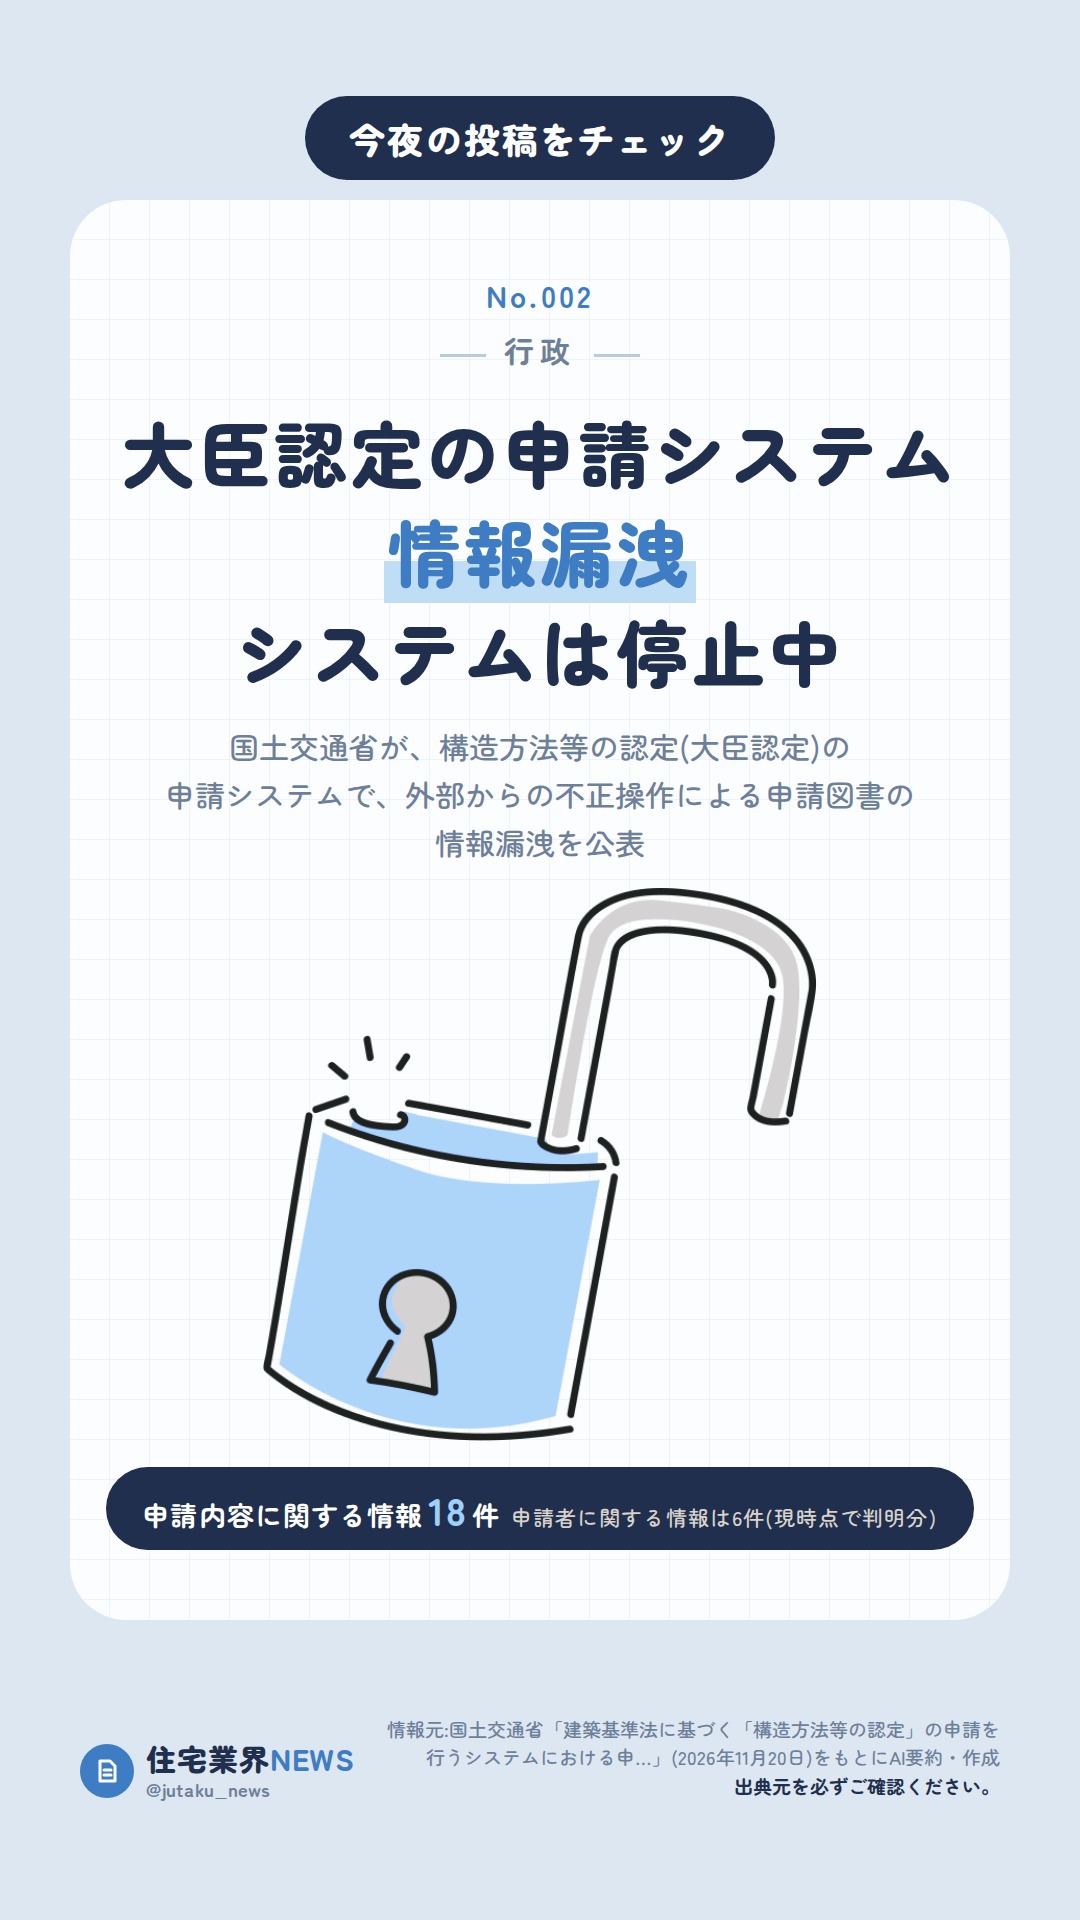 今夜の投稿をチェック
No.002
行政
大臣認定の申請システム
情報漏洩
システムは停止中
国土交通省が、構造方法等の認定(大臣認定)の
申請システムで、外部からの不正操作による申請図書の
情報漏洩を公表
申請内容に関する情報18件 申請者に関する情報は6件(現時点で判明分)
情報元:国土交通省「建築基準法に基づく「構造方法等の認定」の申請を
行うシステムにおける申…」(2026年11月20日)をもとにAI要約・作成
出典元を必ずご確認ください。
住宅業界NEWS
@jutaku_news